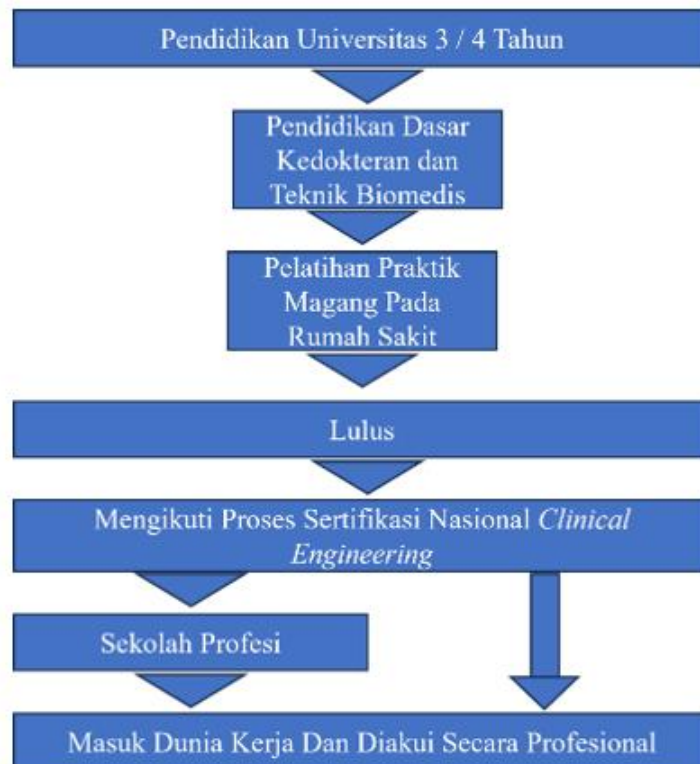 Pendidikan Universitas 3 / 4 Tahun
Pendidikan Dasar
Kedokteran dan
Teknik Biomedis
Pelatihan Praktik
Magang Pada
Rumah Sakit
Lulus
Mengikuti Proses Sertifikasi Nasional Clinical
Engineering
Sekolah Profesi
Masuk Dunia Kerja Dan Diakui Secara Profesional